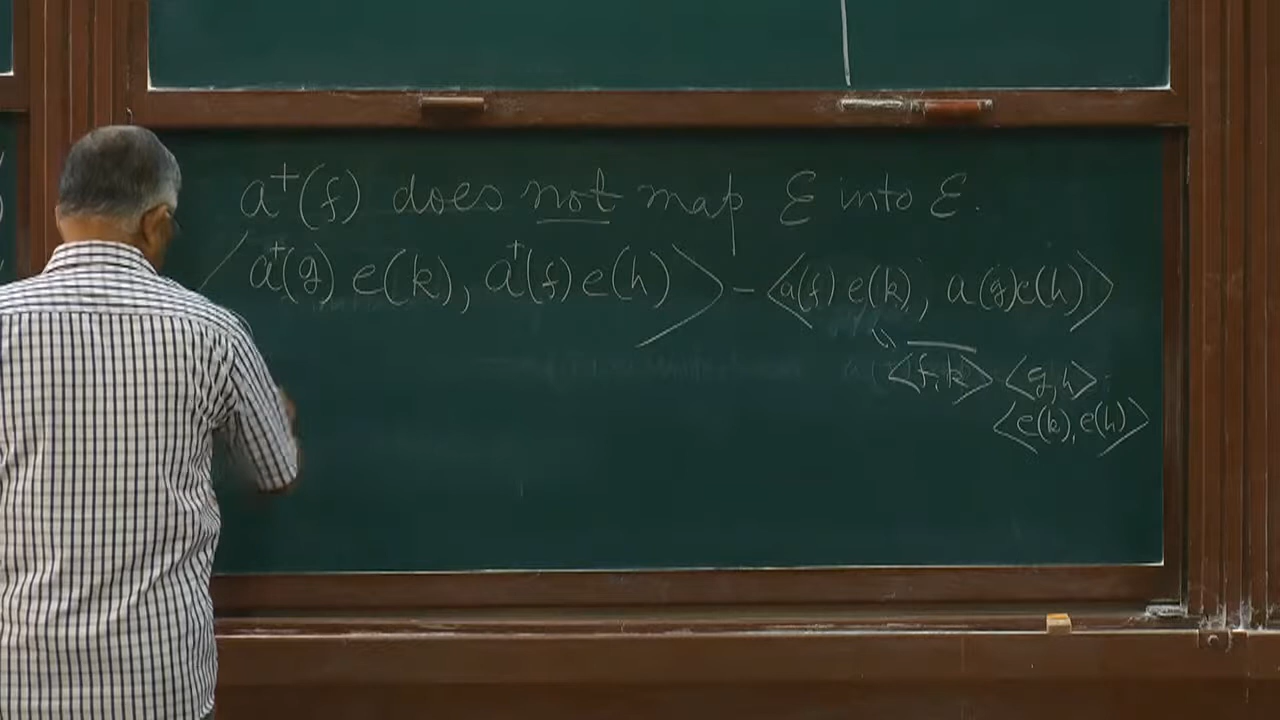 a†(f) does not map ℰ into ℰ.
⟨a†(g) e(k), a†(f) e(h)⟩ - ⟨a(f) e(k), a(g)e(h)⟩
⟨f,k⟩‾ ⟨g,h⟩
⟨e(k), e(h)⟩